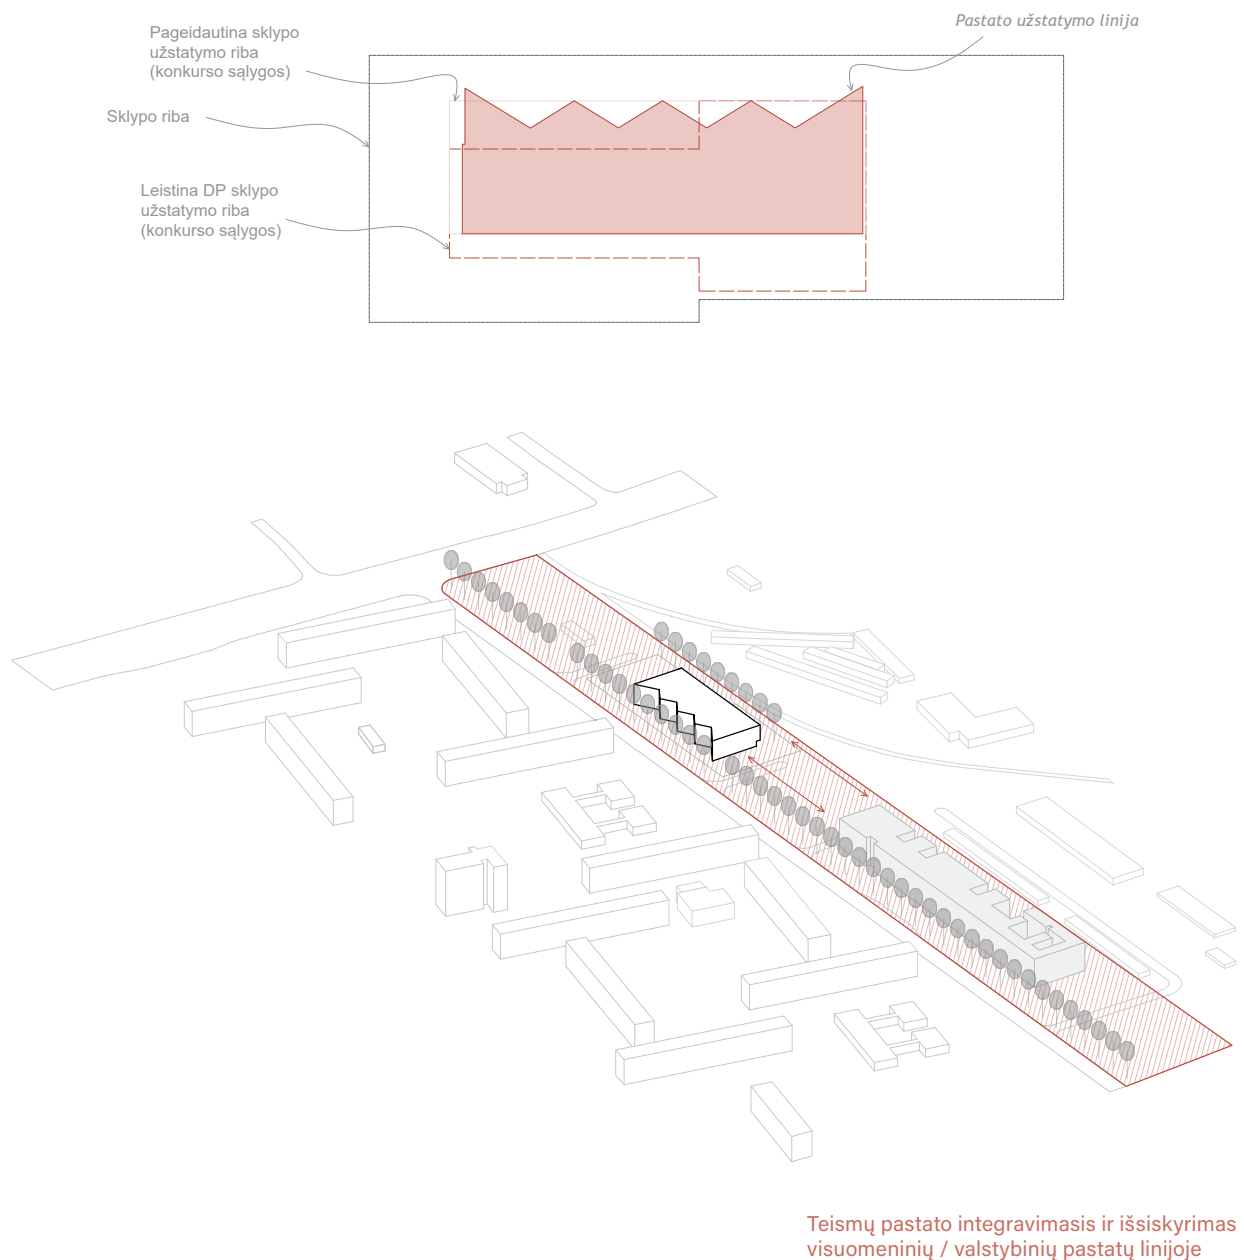 Pastato užstatymo linija
Pageidautina sklypo
užstatymo riba
(konkurso sąlygos)
Sklypo riba
Leistina DP sklypo
užstatymo riba
(konkurso sąlygos)
Teismų pastato integravimasis ir išsiskyrimas
visuomeninių / valstybinių pastatų linijoje